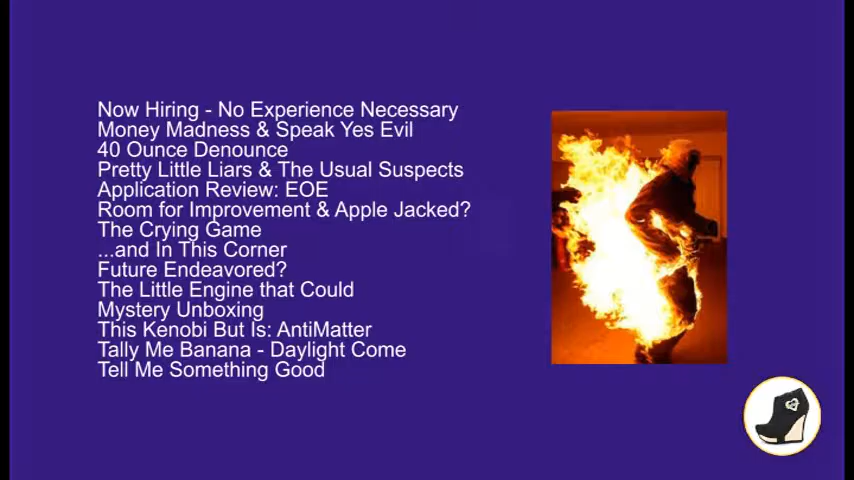 Now Hiring - No Experience Necessary
Money Madness & Speak Yes Evil
40 Ounce Denounce
Pretty Little Liars & The Usual Suspects
Application Review: EOE
Room for Improvement & Apple Jacked?
The Crying Game
...and In This Corner
Future Endeavored?
The Little Engine that Could
Mystery Unboxing
This Kenobi But Is: AntiMatter
Tally Me Banana - Daylight Come
Tell Me Something Good